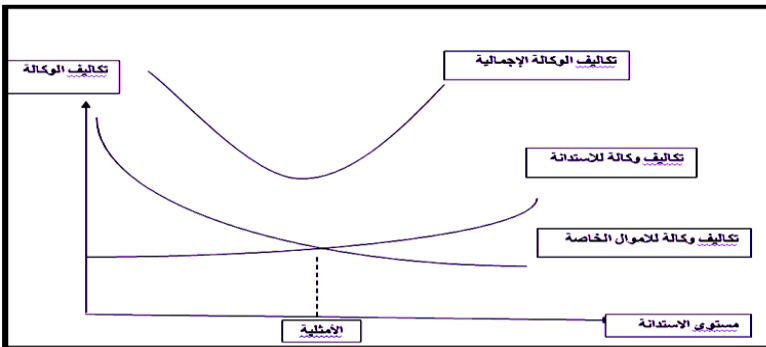 تكاليف الوكالة الإجمالية
تكاليف الوكالة
تكاليف وكالة للاستدانة
تكاليف وكالة للاموال الخاصة
مستوى الاستدانة
الأمثلية